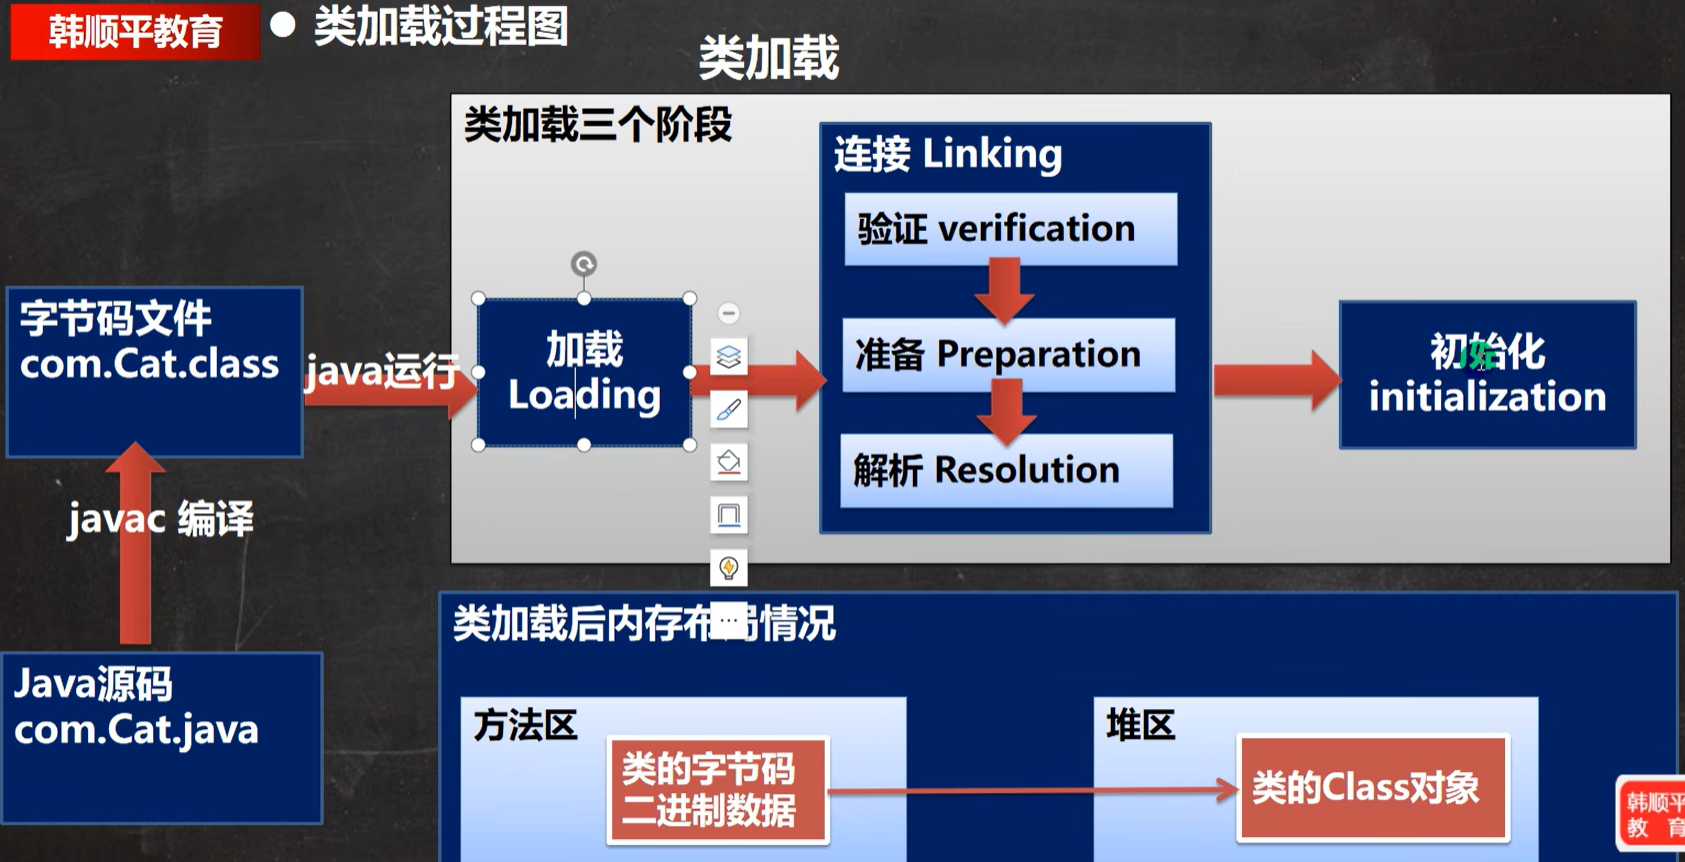 韩顺平教育
● 类加载过程图
类加载
类加载三个阶段
连接 Linking
验证 verification
准备 Preparation
解析 Resolution
字节码文件
com.Cat.class
java运行
加载
Loading
初始化
initialization
javac 编译
Java源码
com.Cat.java
类加载后内存布局情况
方法区
类的字节码
二进制数据
堆区
类的Class对象
韩顺平
教 育